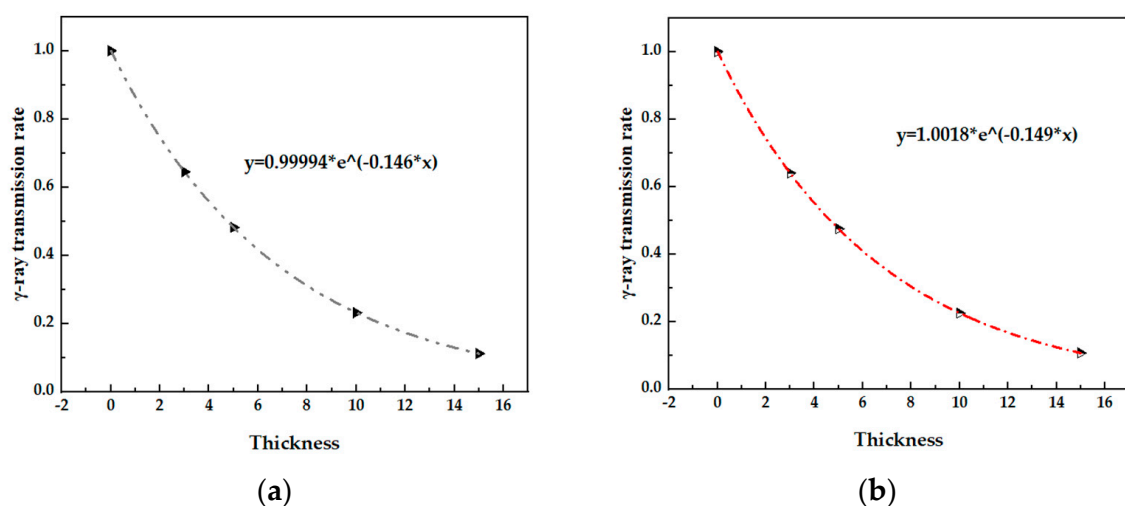 γ-ray transmission rate
1.0
0.8
0.6
0.4
0.2
0.0
y=0.99994*e^(-0.146*x)
-2 0 2 4 6 8 10 12 14 16
Thickness
(a)
γ-ray transmission rate
1.0
0.8
0.6
0.4
0.2
0.0
y=1.0018*e^(-0.149*x)
-2 0 2 4 6 8 10 12 14 16
Thickness
(b)